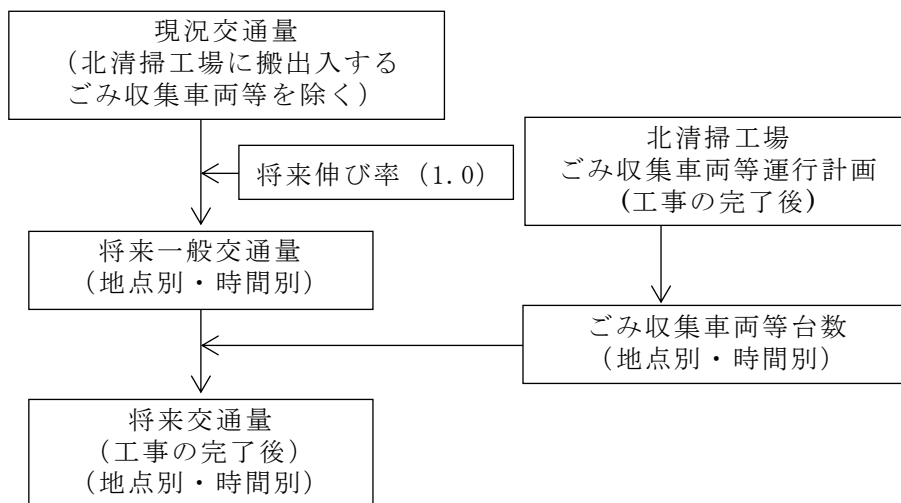 現況交通量
（北清掃工場に搬出入する
ごみ収集車両等を除く）
将来伸び率（1.0）
北清掃工場
ごみ収集車両等運行計画
(工事の完了後)
将来一般交通量
（地点別・時間別）
ごみ収集車両等台数
（地点別・時間別）
将来交通量
（工事の完了後）
（地点別・時間別）